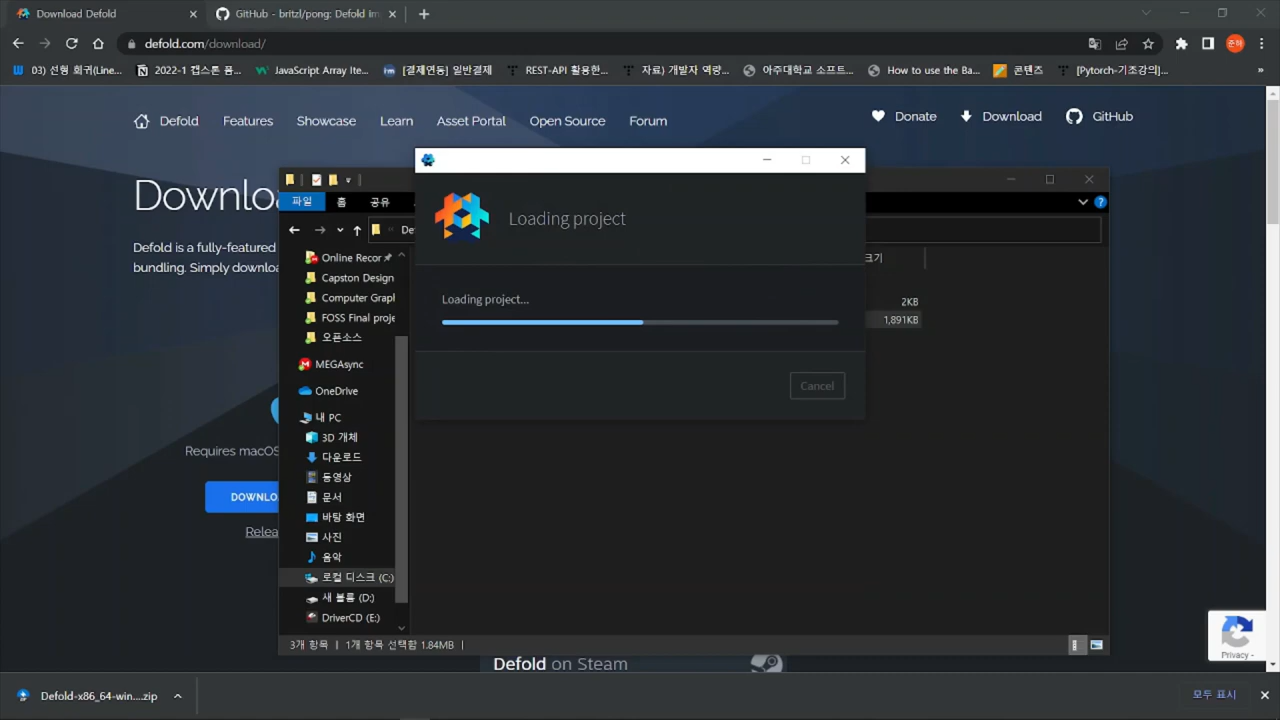 Download Defold
GitHub - britzl/pong: Defold im
defold.com/download/
준하
03) 선형 회귀(Line...
2022-1 캡스톤 폼...
JavaScript Array Ite...
[결제연동] 일반결제
REST-API 활용한...
자료) 개발자 역량...
아주대학교 소프트...
How to use the Ba...
콘텐츠
[Pytorch-기초강의]...
»
Defold
Features
Showcase
Learn
Asset Portal
Open Source
Forum
Donate
Download
GitHub
Downloa
Defold is a fully-featured
bundling. Simply downloa
파일
홈
공유
De
Loading project
크기
Loading project...
2KB
1,891KB
Cancel
Online Recor
Capston Design
Computer Graph
FOSS Final proje
오픈소스
MEGAsync
OneDrive
내 PC
3D 개체
다운로드
동영상
문서
바탕 화면
사진
음악
로컬 디스크 (C:)
새 볼륨 (D:)
DriverCD (E:)
Requires macOS
DOWNLO
Relea
3개 항목
1개 항목 선택함 1.84MB
Defold on Steam
Privacy -
Defold-x86_64-win....zip
모두 표시